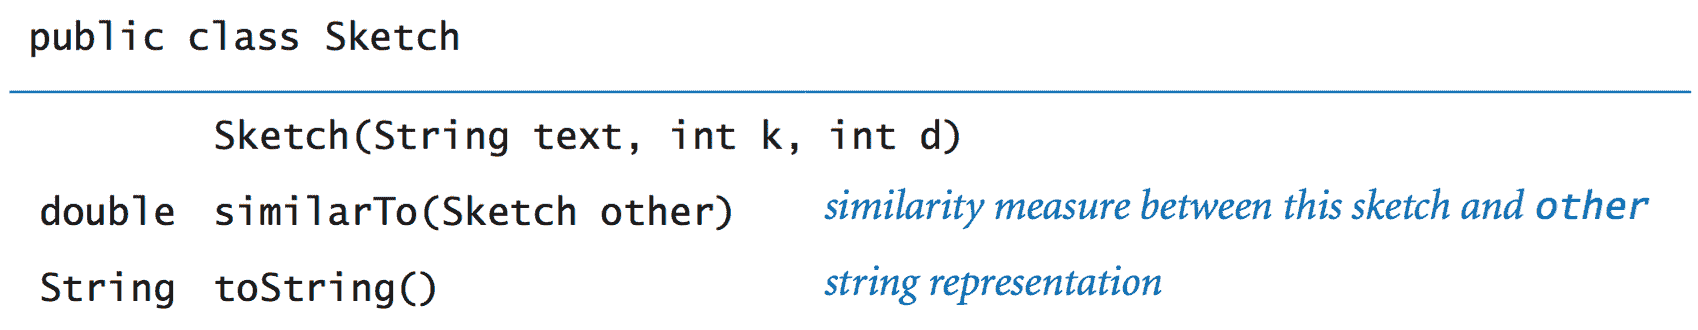 public class Sketch
Sketch(String text, int k, int d)
double similarTo(Sketch other) similarity measure between this sketch and other
String toString() string representation